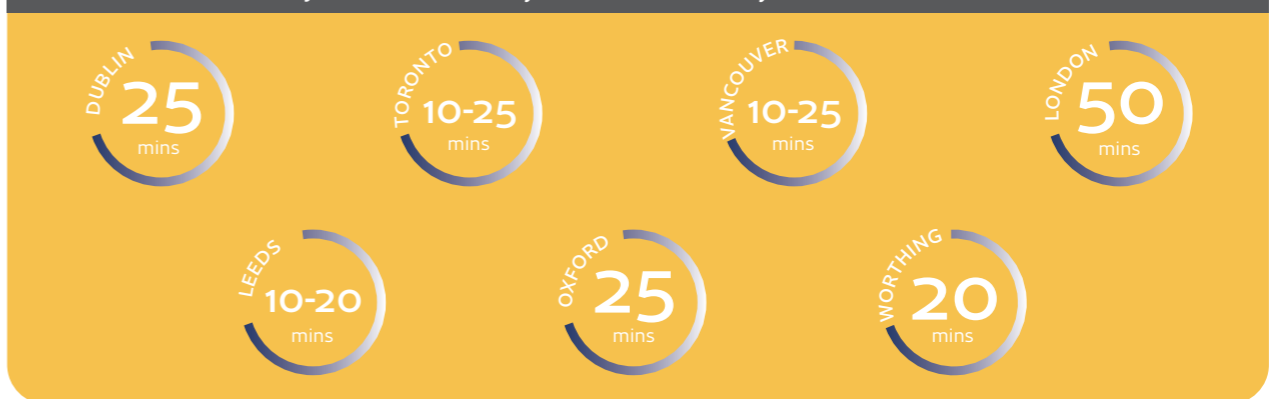 DUBLIN
25
mins
TORONTO
10-25
mins
VANCOUVER
10-25
mins
LONDON
50
mins
LEEDS
10-20
mins
OXFORD
25
mins
WORTHING
20
mins